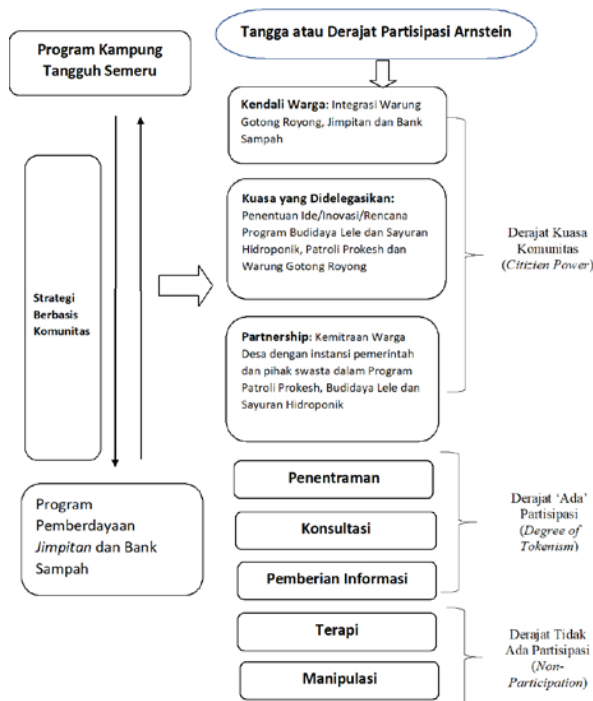 Program Kampung
Tangguh Semeru
Strategi
Berbasis
Komunitas
Program
Pemberdayaan
Jimpitan dan Bank
Sampah
Tangga atau Derajat Partisipasi Arnstein
Kendali Warga: Integrasi Warung
Gotong Royong, Jimpitan dan Bank
Sampah
Kuasa yang Didelegasikan:
Penentuan Ide/Inovasi/Rencana
Program Budidaya Lele dan Sayuran
Hidroponik, Patroli Prokesh dan
Warung Gotong Royong
Partnership: Kemitraan Warga
Desa dengan instansi pemerintah
dan pihak swasta dalam Program
Patroli Prokesh, Budidaya Lele dan
Sayuran Hidroponik
Penentraman
Konsultasi
Pemberian Informasi
Terapi
Manipulasi
Derajat Kuasa
Komunitas
(Citizien Power)
Derajat ‘Ada’
Partisipasi
(Degree of
Tokenism)
Derajat Tidak
Ada Partisipasi
(Non-
Participation)